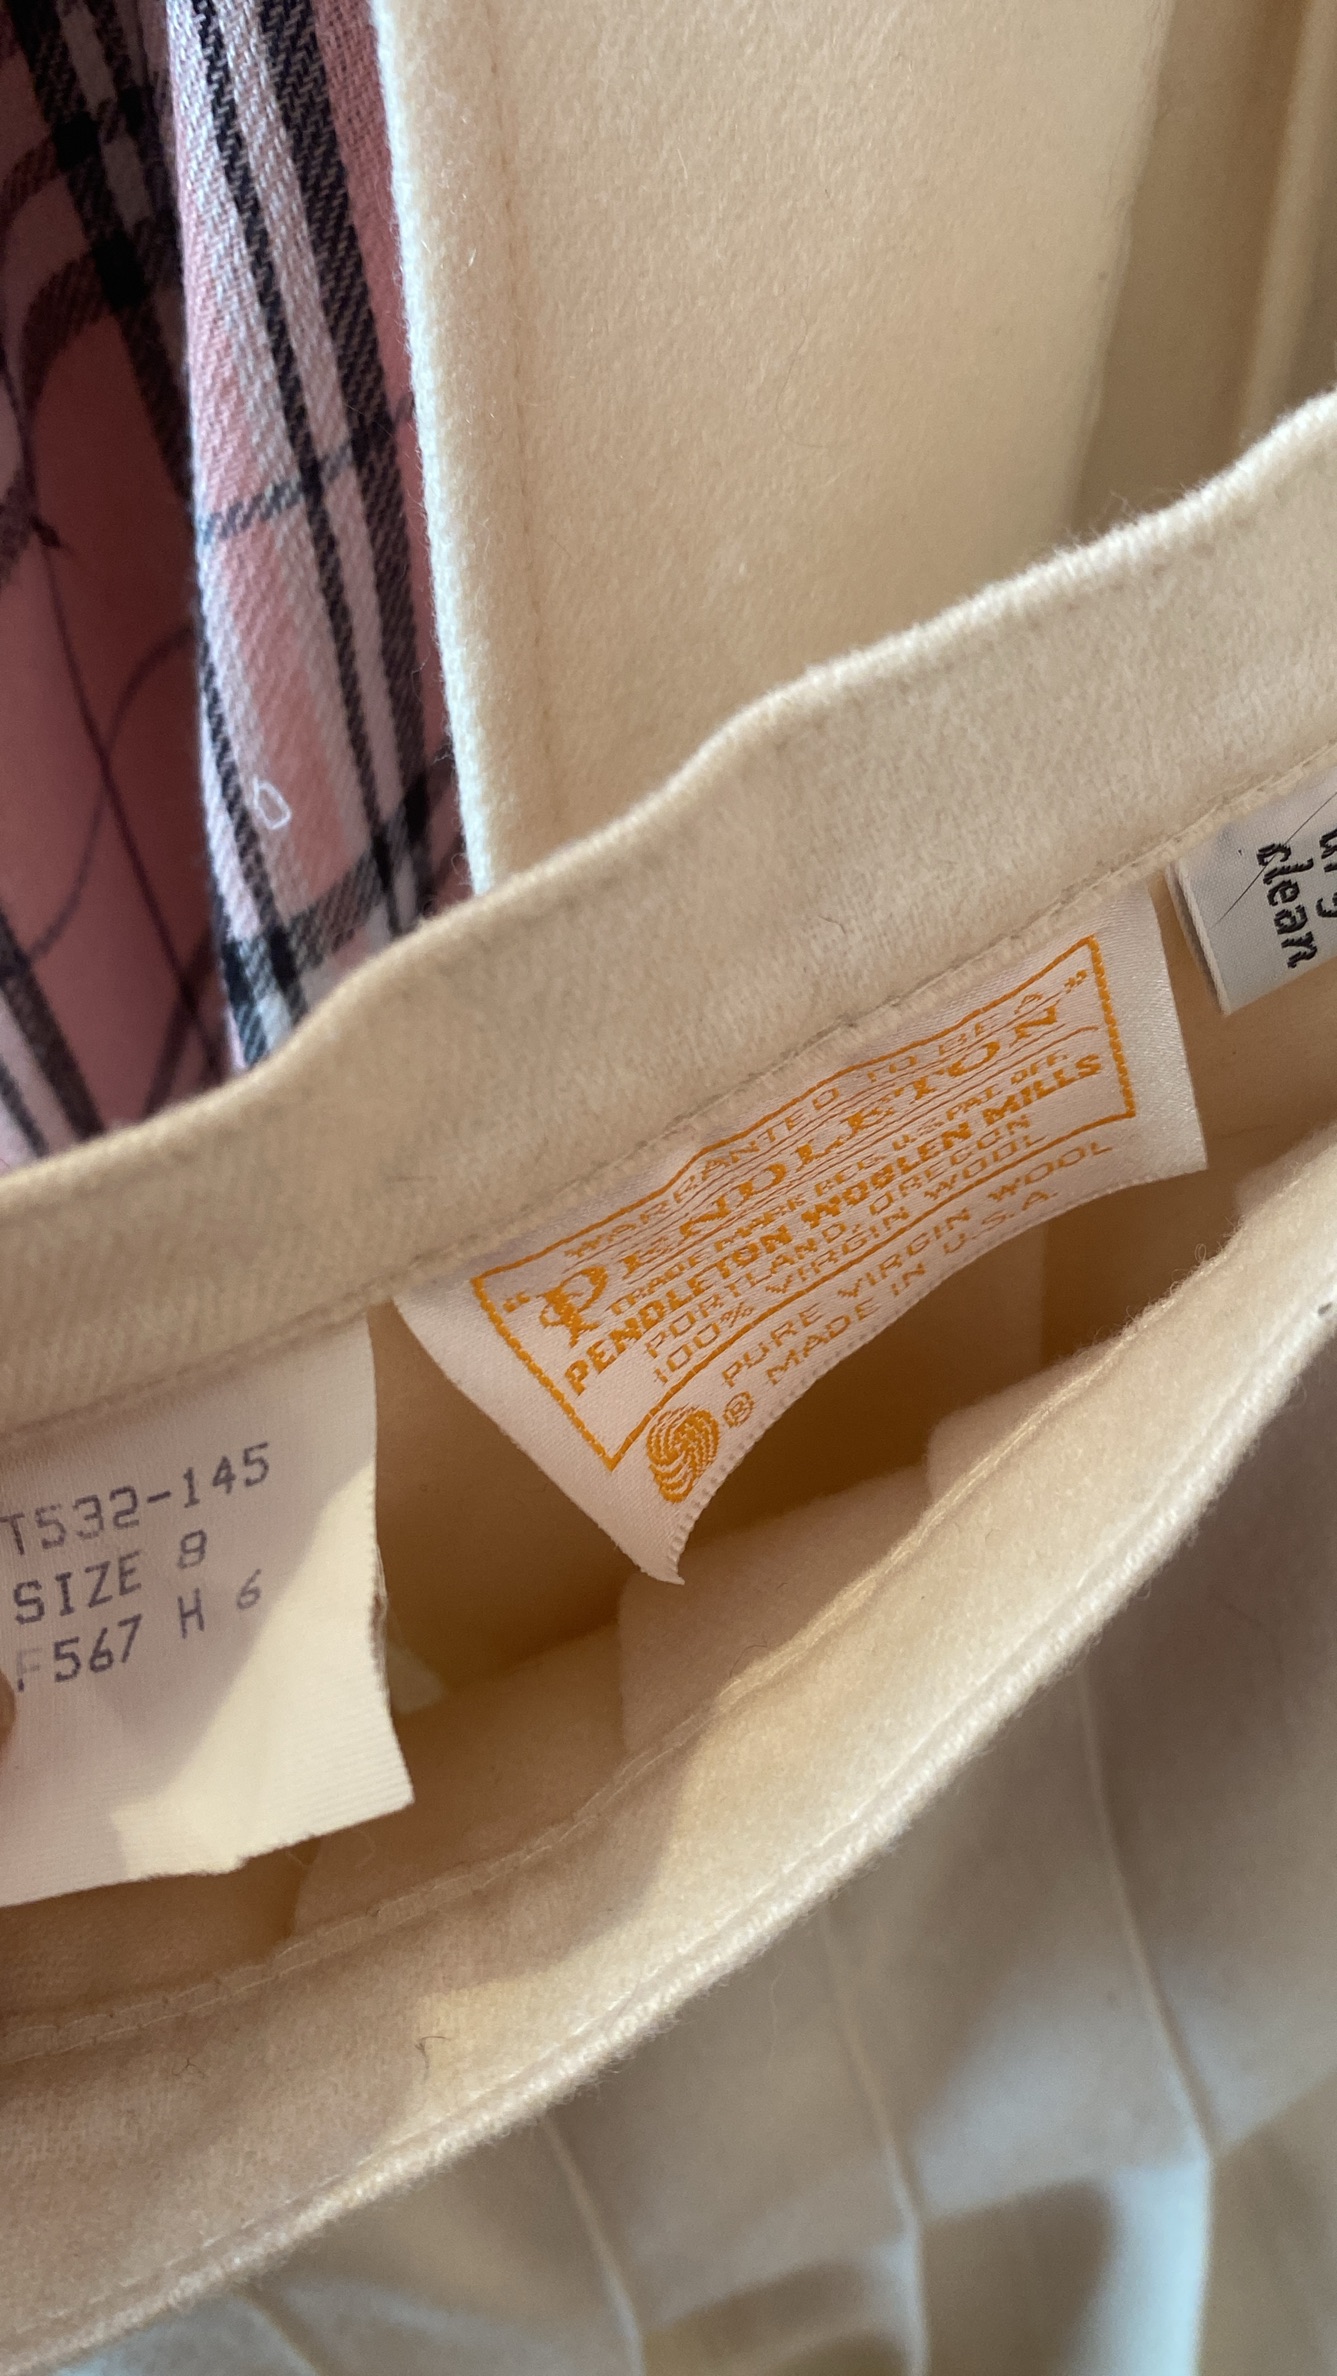 T532-145
SIZE 8
F567 H 6
WARRANTED TO BE A
"PENDLETON"
TRADE MARK REG. U.S. PAT. OFF.
PENDLETON WOOLEN MILLS
PORTLAND, OREGON
100% VIRGIN WOOL
PURE VIRGIN WOOL
® MADE IN U.S.A.
clean